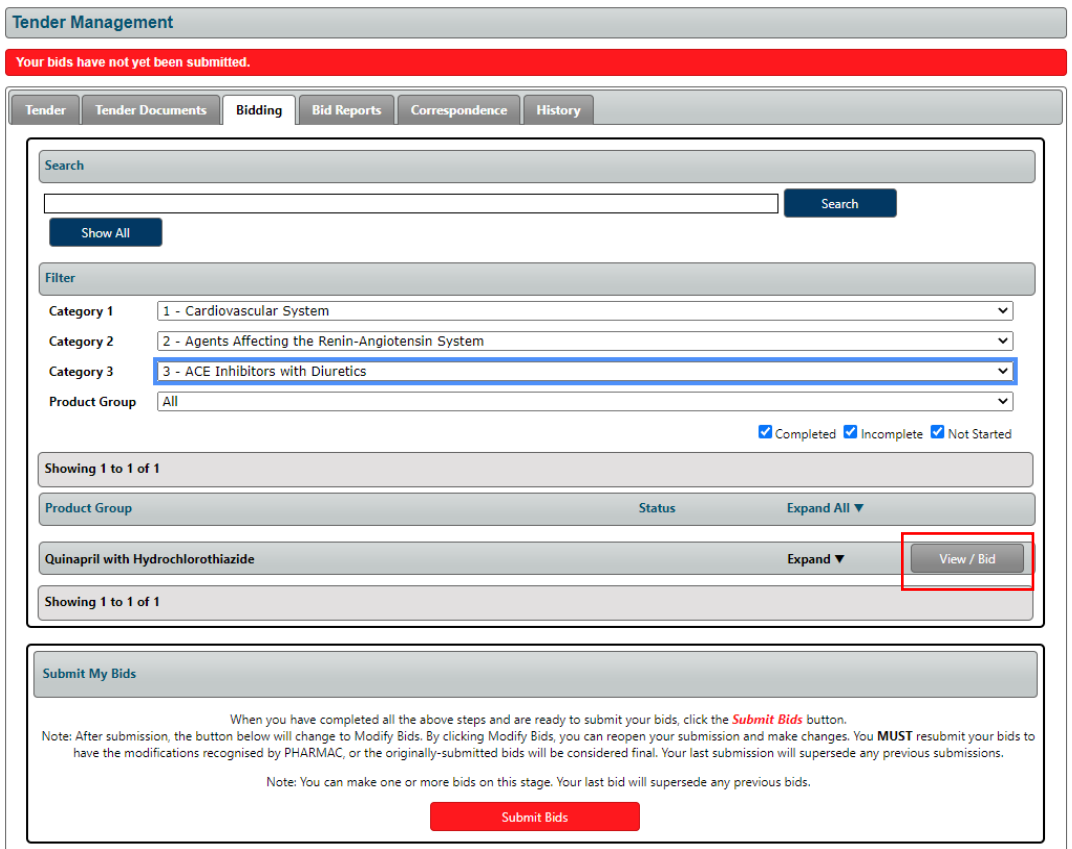 Tender Management
Your bids have not yet been submitted.
Tender Tender Documents Bidding Bid Reports Correspondence History
Search
Search
Show All
Filter
Category 1 1 - Cardiovascular System
Category 2 2 - Agents Affecting the Renin-Angiotensin System
Category 3 3 - ACE Inhibitors with Diuretics
Product Group All
Completed Incomplete Not Started
Showing 1 to 1 of 1
Product Group Status Expand All ▼
Quinapril with Hydrochlorothiazide Expand ▼ View / Bid
Showing 1 to 1 of 1
Submit My Bids
When you have completed all the above steps and are ready to submit your bids, click the Submit Bids button.
Note: After submission, the button below will change to Modify Bids. By clicking Modify Bids, you can reopen your submission and make changes. You MUST resubmit your bids to
have the modifications recognised by PHARMAC, or the originally-submitted bids will be considered final. Your last submission will supersede any previous submissions.
Note: You can make one or more bids on this stage. Your last bid will supersede any previous bids.
Submit Bids